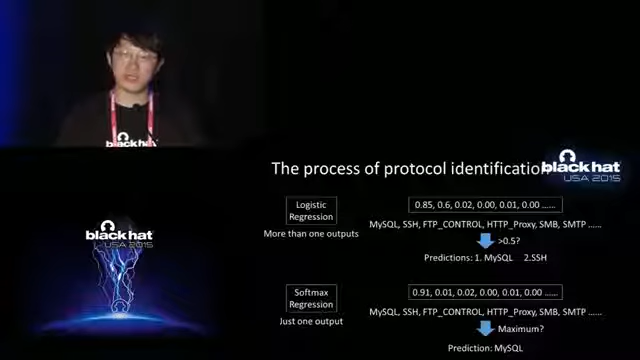 black hat
The process of protocol identification
black hat
USA 2015
Logistic
Regression
0.85, 0.6, 0.02, 0.00, 0.01, 0.00 ......
More than one outputs
MySQL, SSH, FTP_CONTROL, HTTP_Proxy, SMB, SMTP ......
>0.5?
Predictions: 1. MySQL 2.SSH
black hat
USA 2015
Softmax
Regression
0.91, 0.01, 0.02, 0.00, 0.01, 0.00 ......
Just one output
MySQL, SSH, FTP_CONTROL, HTTP_Proxy, SMB, SMTP ......
Maximum?
Prediction: MySQL